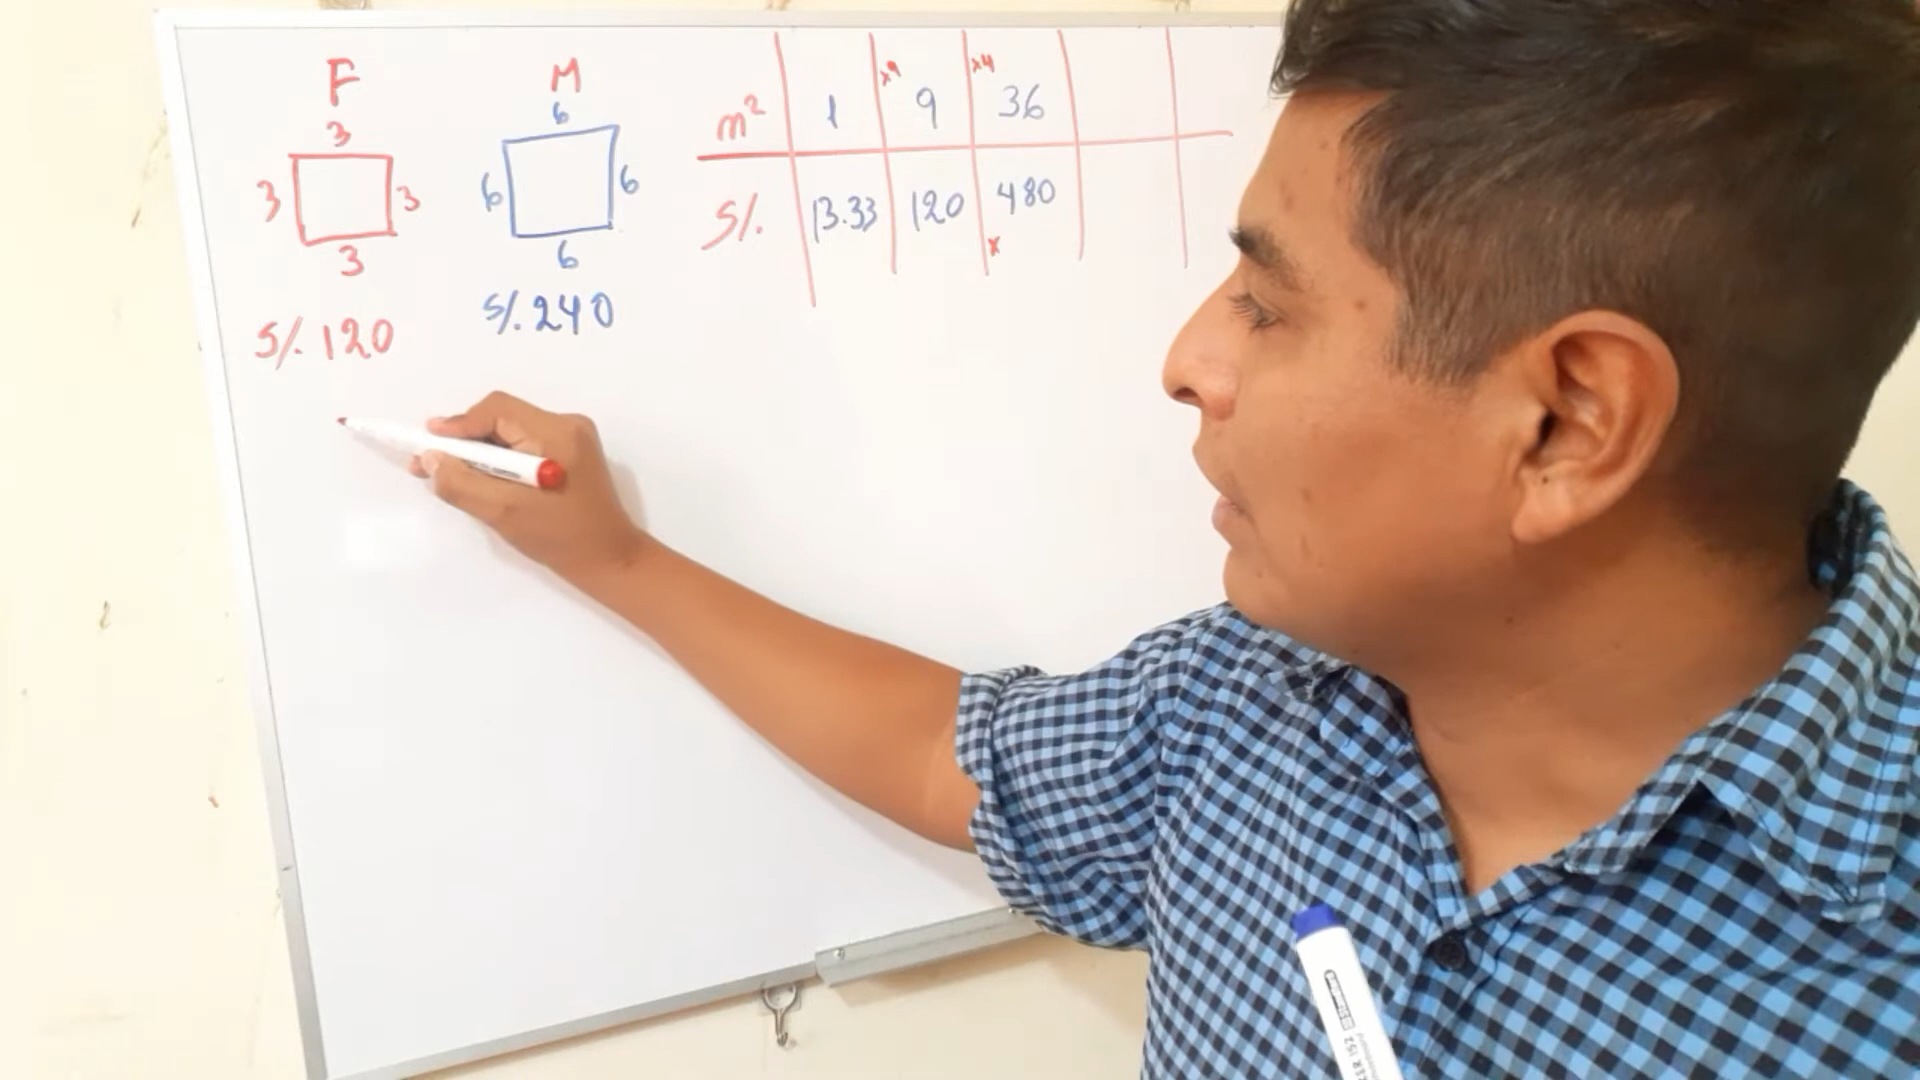 F
3
3 3
3
S/. 120
M
6
6 6
6
S/. 240
x9 x4
m² 1 9 36
S/. 13.33 120 480
x